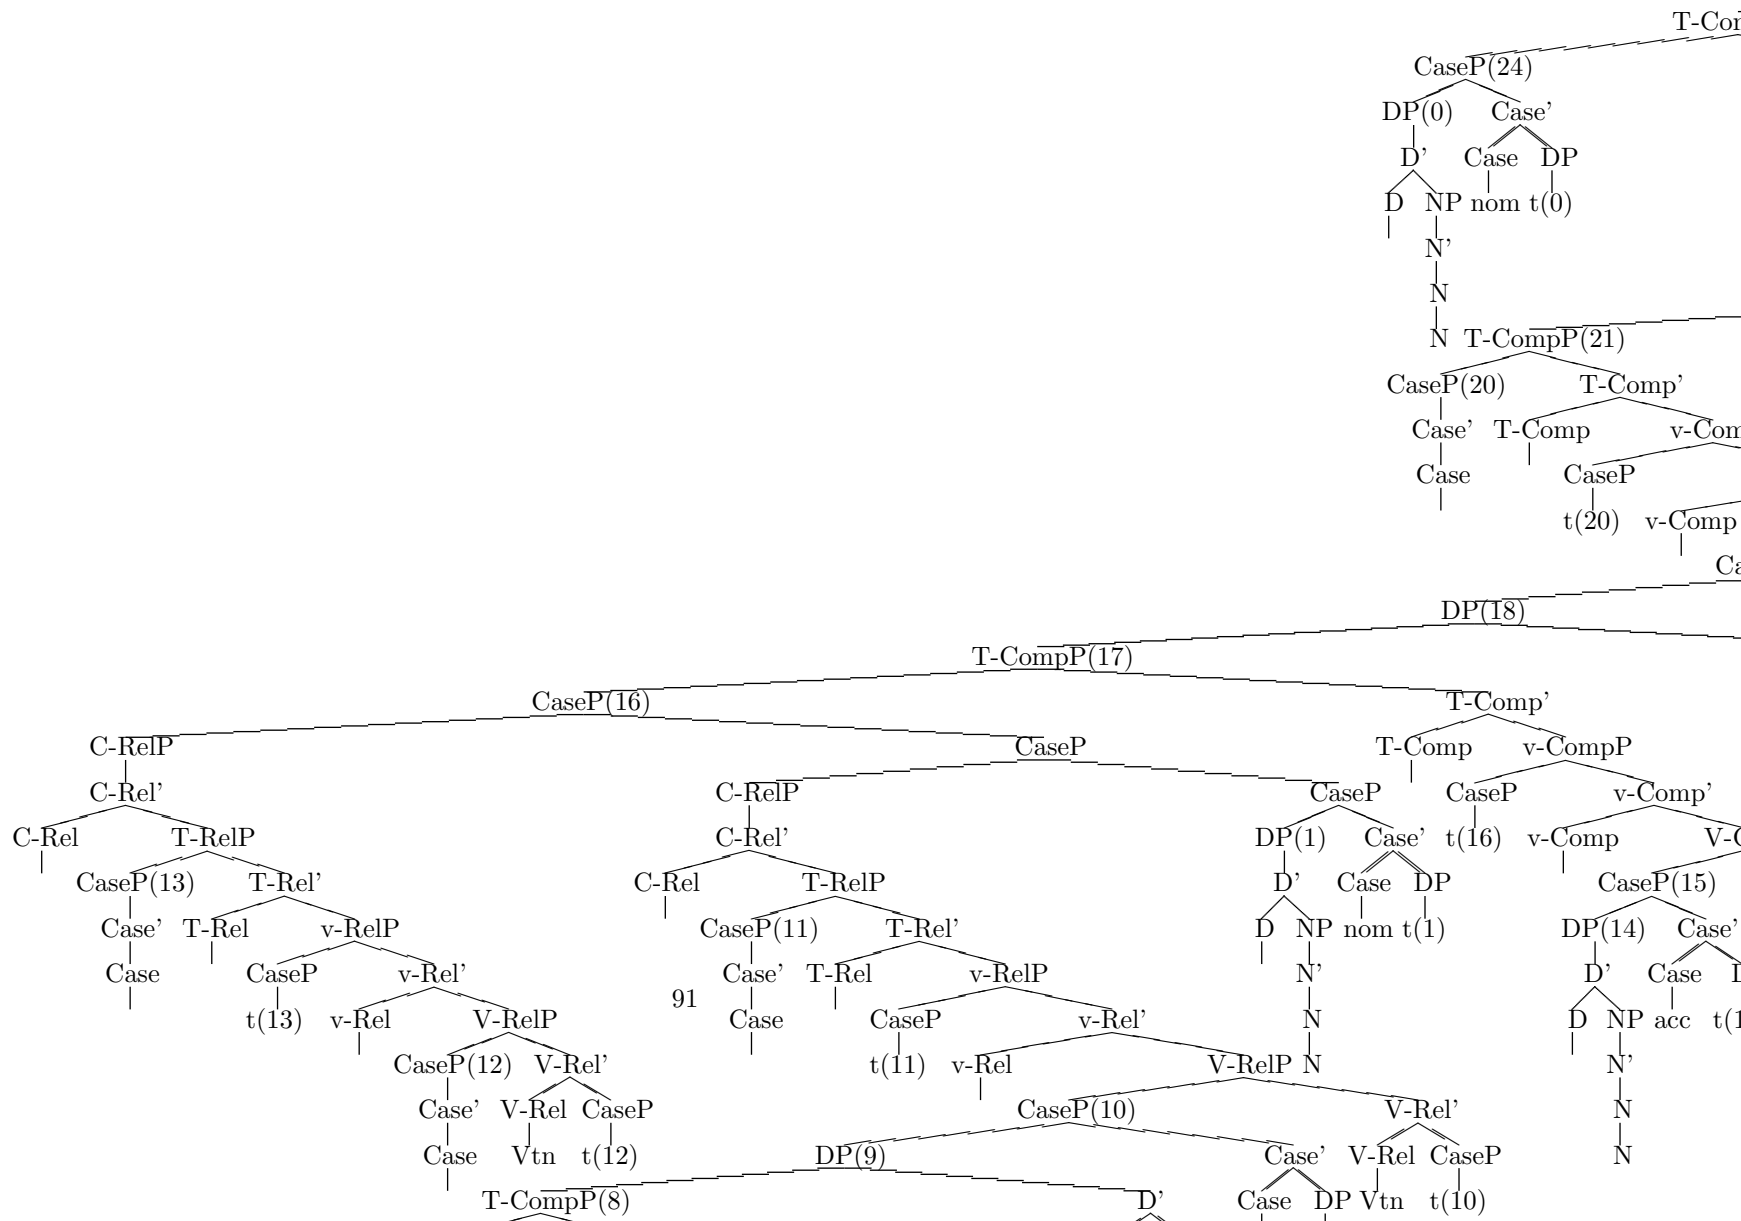 T-Com
CaseP(24)
DP(0) Case'
D' Case DP
D NP nom t(0)
N'
N
N T-CompP(21)
CaseP(20) T-Comp'
Case' T-Comp v-Com
Case CaseP
t(20) v-Comp
Ca
DP(18)
T-CompP(17)
CaseP(16) T-Comp'
C-RelP CaseP T-Comp v-CompP
C-Rel' C-RelP CaseP CaseP v-Comp'
C-Rel T-RelP C-Rel' DP(1) Case' t(16) v-Comp V-C
CaseP(13) T-Rel' C-Rel T-RelP D' Case DP CaseP(15)
Case' T-Rel v-RelP CaseP(11) T-Rel' D NP nom t(1) DP(14) Case'
Case CaseP v-Rel' Case' T-Rel v-RelP N' D' Case D
91
t(13) v-Rel V-RelP Case CaseP v-Rel' N D NP acc t(1
CaseP(12) V-Rel' t(11) v-Rel V-RelP N N'
Case' V-Rel CaseP CaseP(10) V-Rel' N
Case Vtn t(12) DP(9) Case' V-Rel CaseP N
T-CompP(8) D' Case DP Vtn t(10)